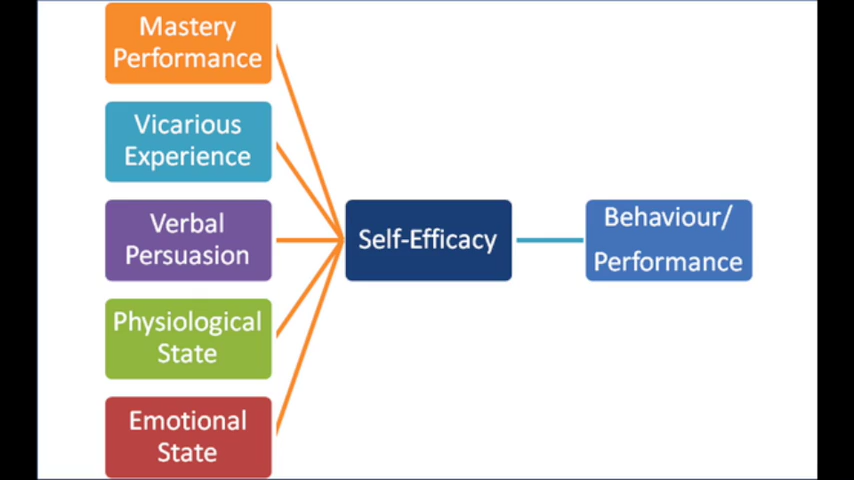 Mastery
Performance
Vicarious
Experience
Verbal
Persuasion
Physiological
State
Emotional
State
Self-Efficacy
Behaviour/
Performance